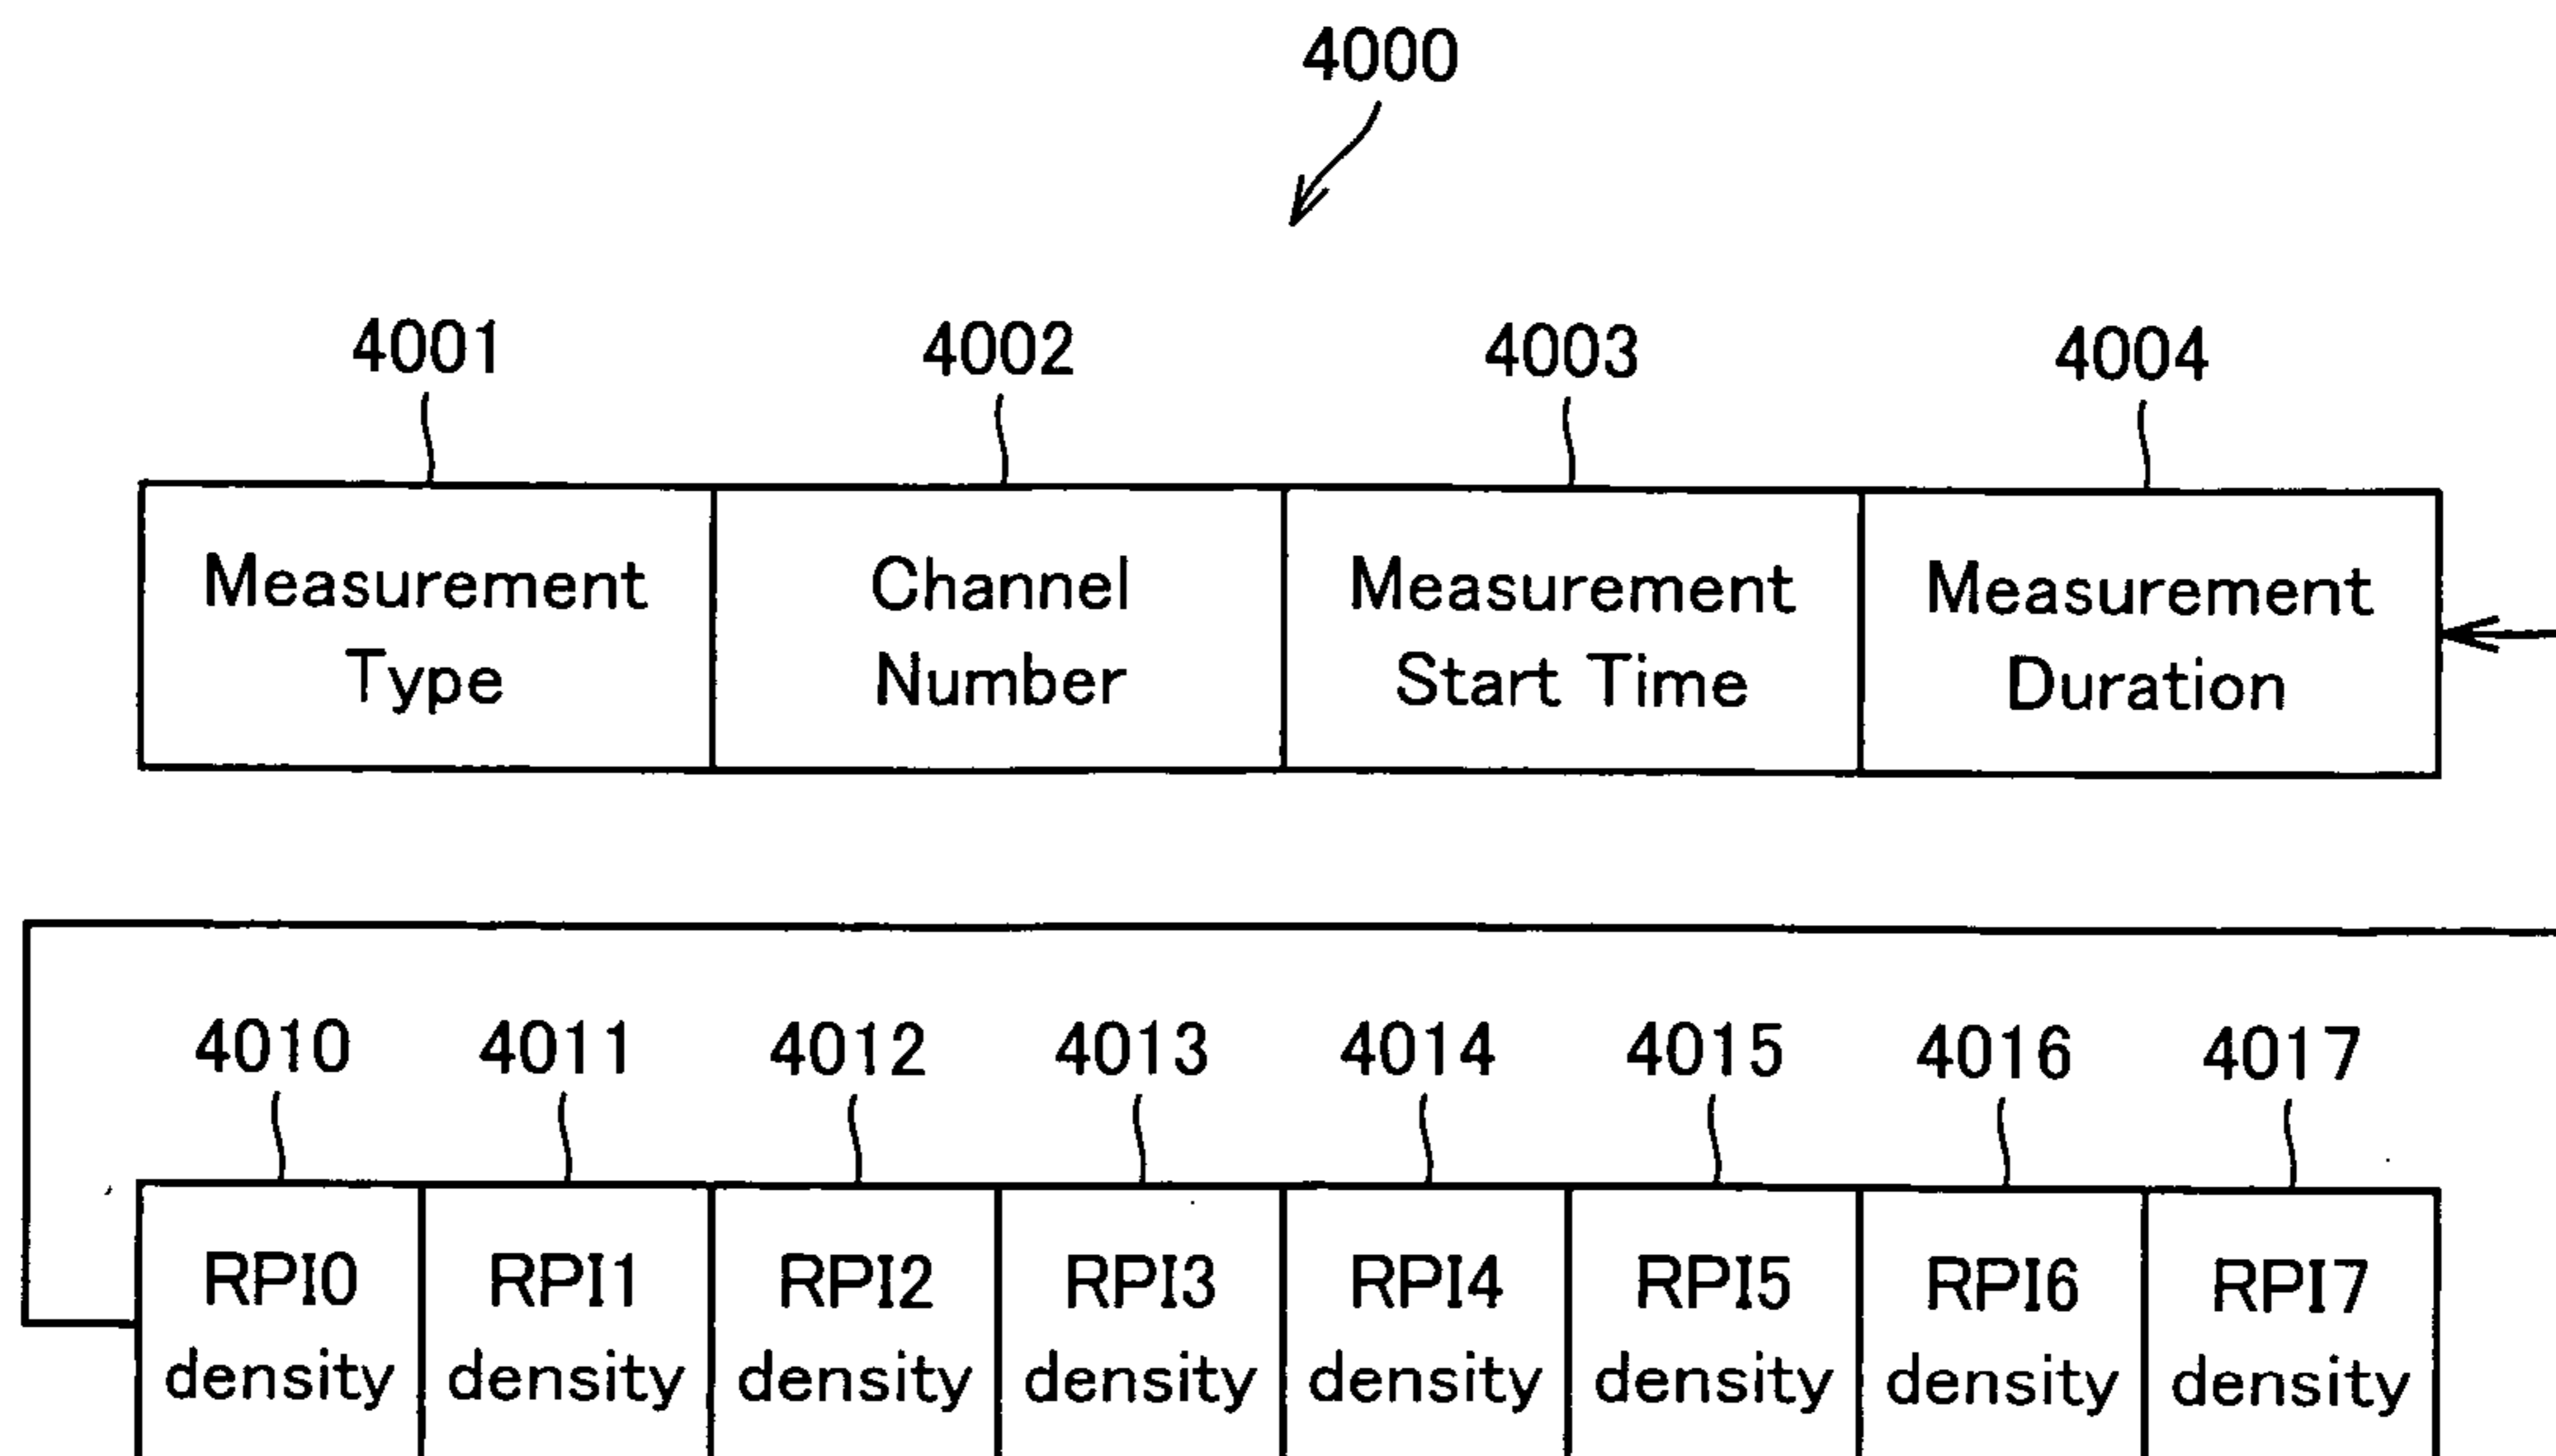 4000
4001 4002 4003 4004
Measurement Channel Measurement Measurement
Type Number Start Time Duration
4010 4011 4012 4013 4014 4015 4016 4017
RPI0 RPI1 RPI2 RPI3 RPI4 RPI5 RPI6 RPI7
density density density density density density density density